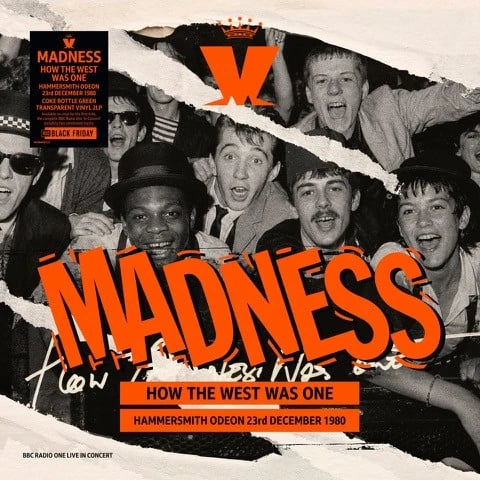 MADNESS
HOW THE WEST
WAS ONE
HAMMERSMITH ODEON
23rd DECEMBER 1980
COKE BOTTLE GREEN
TRANSPARENT VINYL 2LP
BLACK FRIDAY
MADNESS
How
HOW THE WEST WAS ONE
HAMMERSMITH ODEON 23rd DECEMBER 1980
BBC RADIO ONE LIVE IN CONCERT